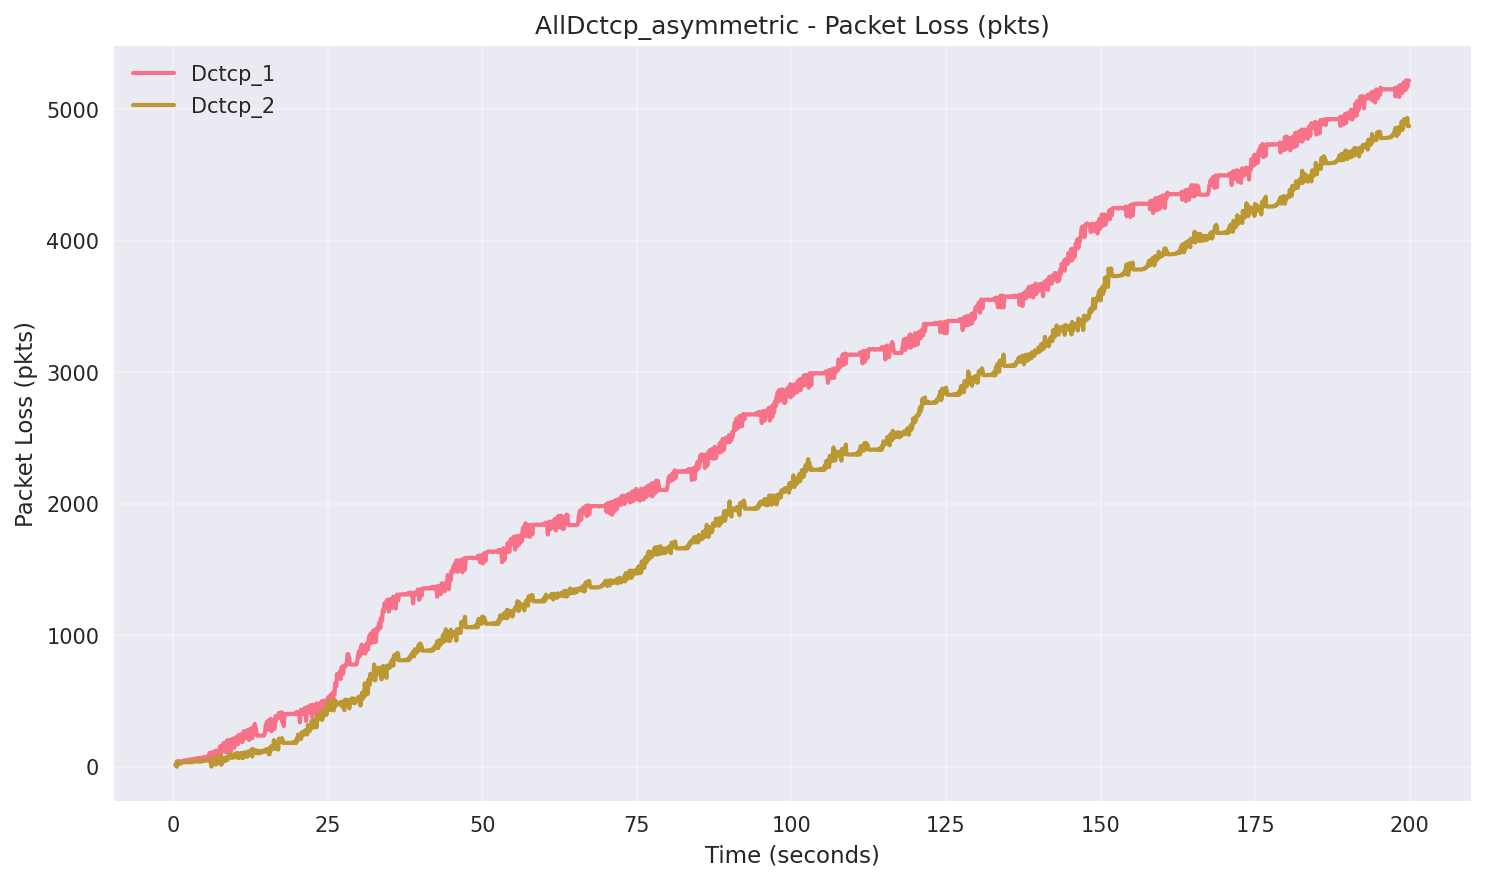 AllDctcp_asymmetric - Packet Loss (pkts)
Dctcp_1
Dctcp_2
Packet Loss (pkts)
5000
4000
3000
2000
1000
0
0 25 50 75 100 125 150 175 200
Time (seconds)